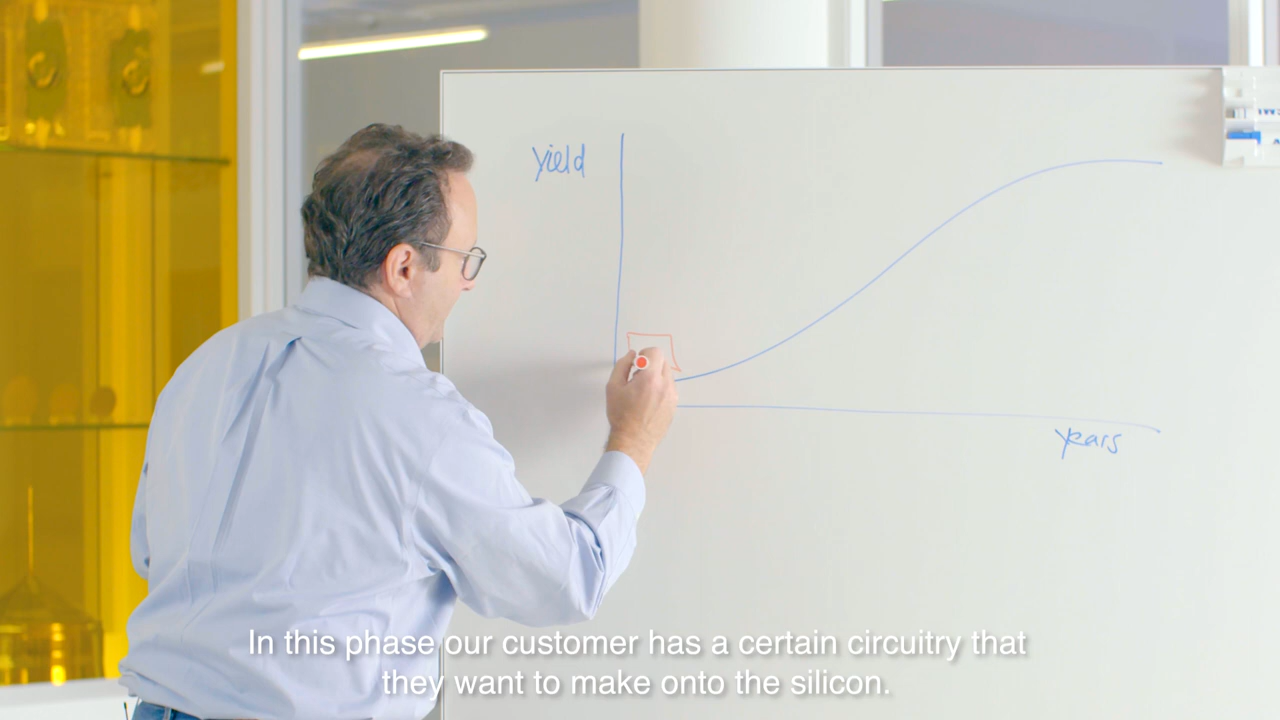 yield
years
In this phase our customer has a certain circuitry that
they want to make onto the silicon.